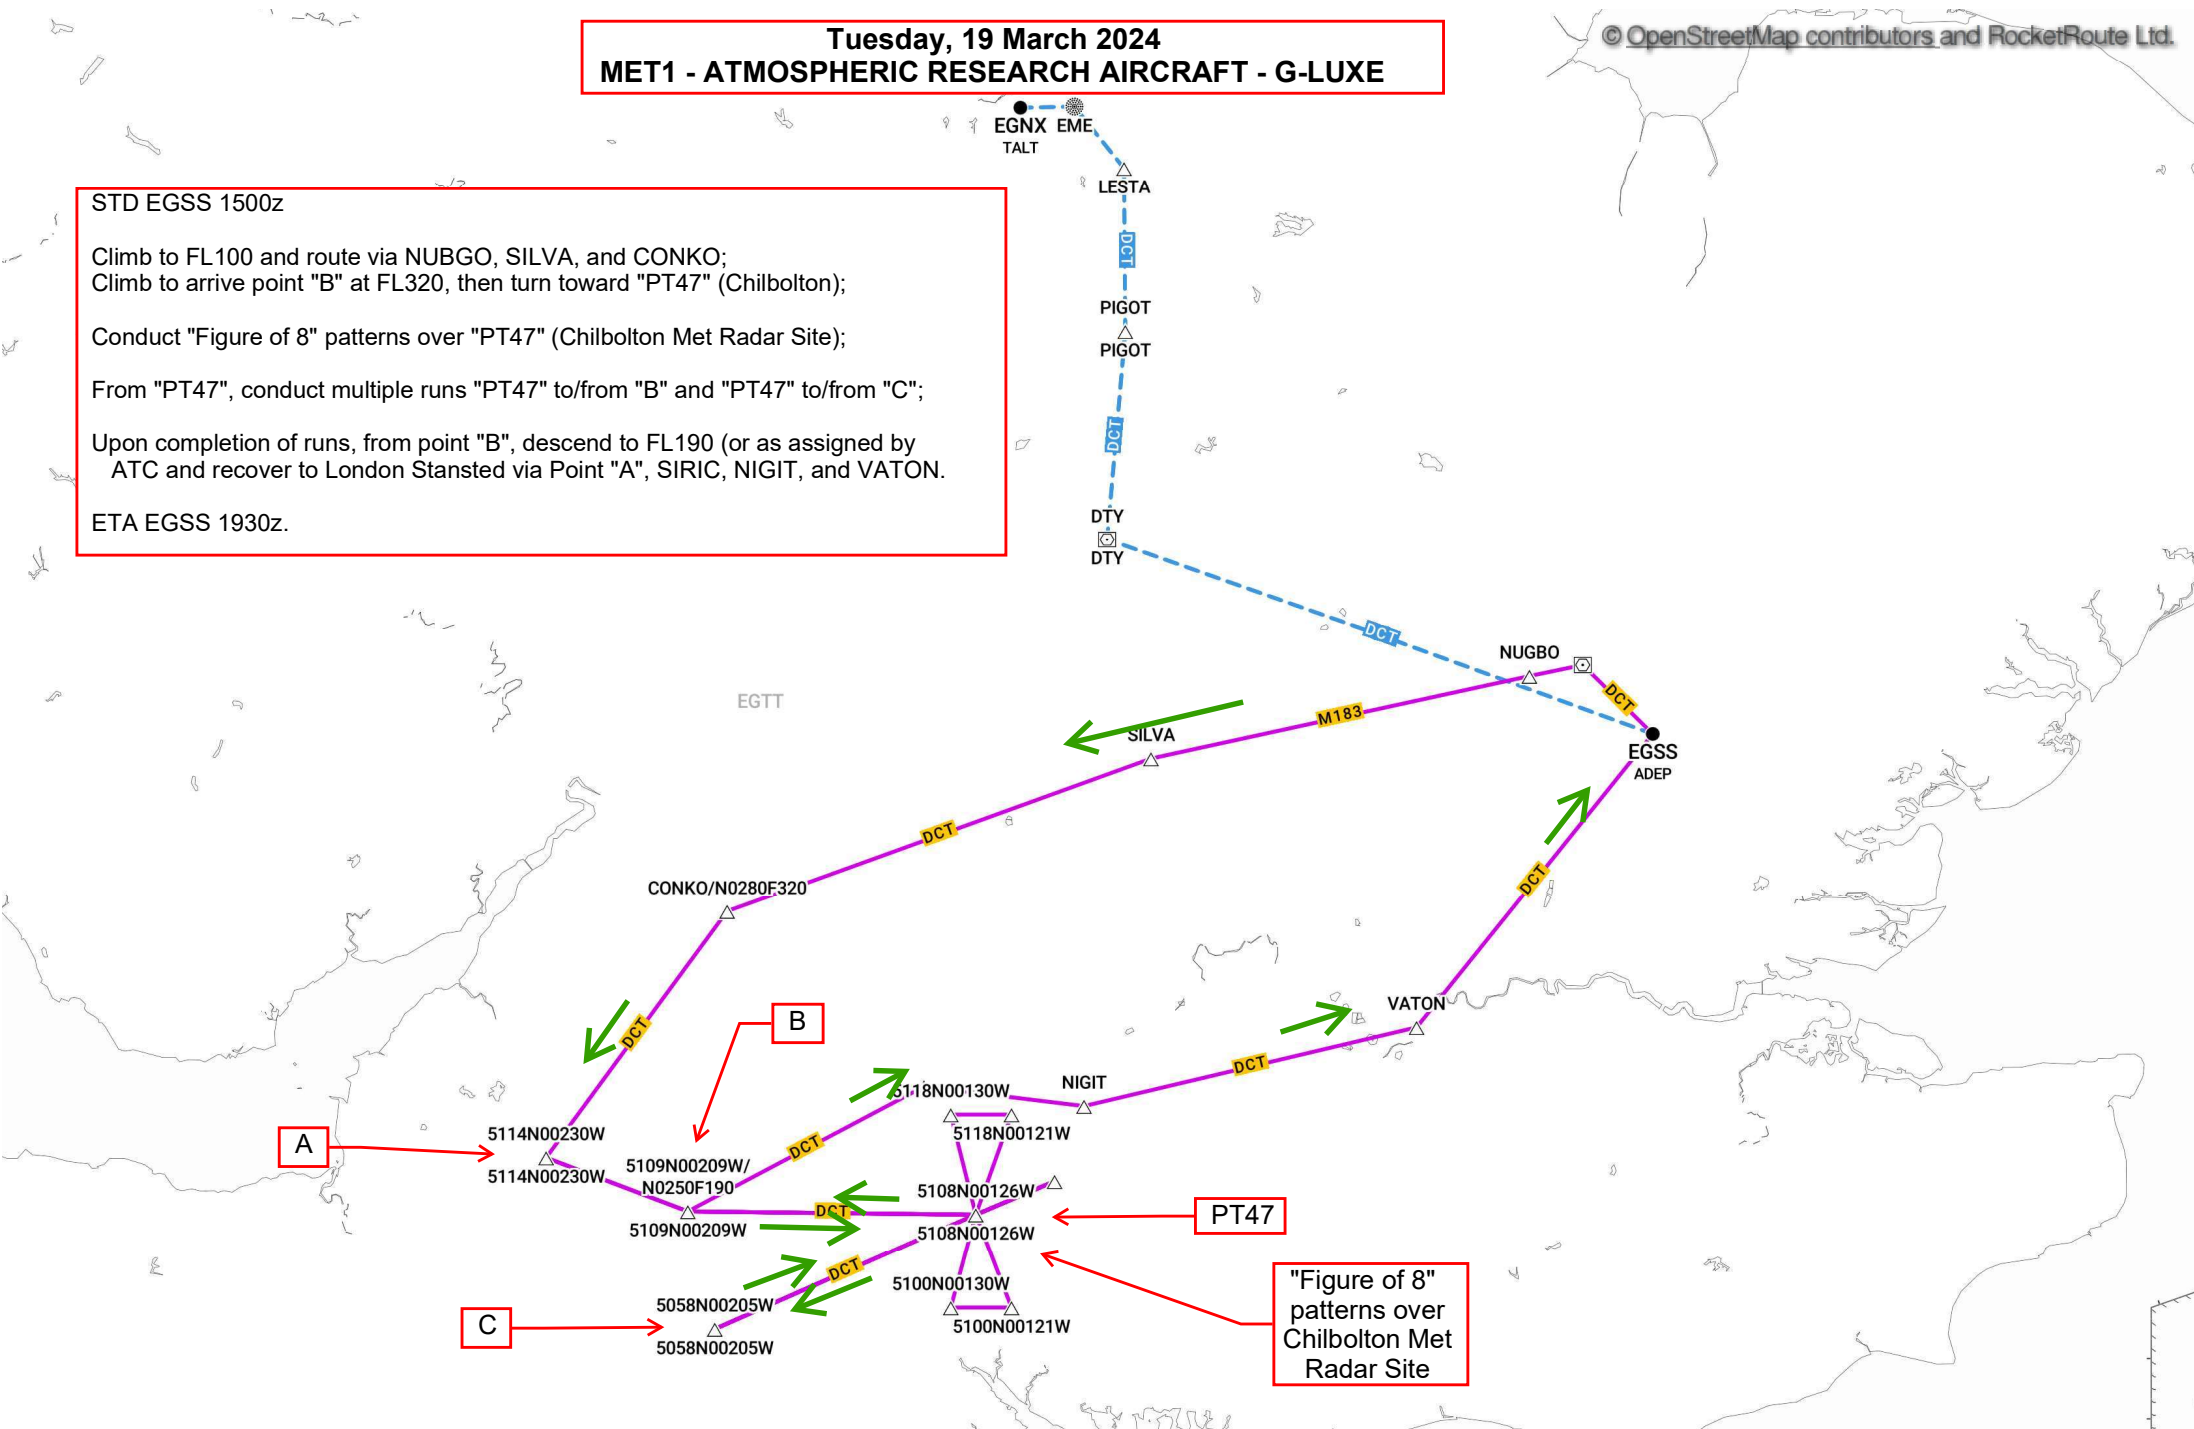 Tuesday, 19 March 2024
MET1 - ATMOSPHERIC RESEARCH AIRCRAFT - G-LUXE
© OpenStreetMap contributors and RocketRoute Ltd.
EGNX
EME
TALT
LESTA
DCT
PIGOT
PIGOT
DCT
DTY
DTY
DCT
STD EGSS 1500z
Climb to FL100 and route via NUBGO, SILVA, and CONKO;
Climb to arrive point "B" at FL320, then turn toward "PT47" (Chilbolton);
Conduct "Figure of 8" patterns over "PT47" (Chilbolton Met Radar Site);
From "PT47", conduct multiple runs "PT47" to/from "B" and "PT47" to/from "C";
Upon completion of runs, from point "B", descend to FL190 (or as assigned by
ATC and recover to London Stansted via Point "A", SIRIC, NIGIT, and VATON.
ETA EGSS 1930z.
NUGBO
DCT
EGTT
M183
SILVA
EGSS
ADEP
DCT
CONKO/N0280F320
DCT
VATON
DCT
B
DCT
NIGIT
5118N00130W
A
5114N00230W
5118N00121W
DCT
5109N00209W/
N0250F190
5114N00230W
5108N00126W
DCT
PT47
5109N00209W
5108N00126W
DCT
5100N00130W
5058N00205W
C
5100N00121W
5058N00205W
"Figure of 8"
patterns over
Chilbolton Met
Radar Site